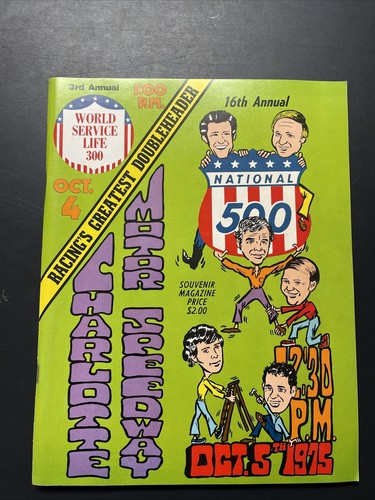 3rd Annual
1:00
P.M.
WORLD
SERVICE
LIFE
300
OCT.
4
RACING'S GREATEST DOUBLEHEADER
16th Annual
NATIONAL
500
CHARLOTTE
MOTOR SPEEDWAY
SOUVENIR
MAGAZINE
PRICE
$2.00
12:30
P.M.
OCT. 5TH 1975